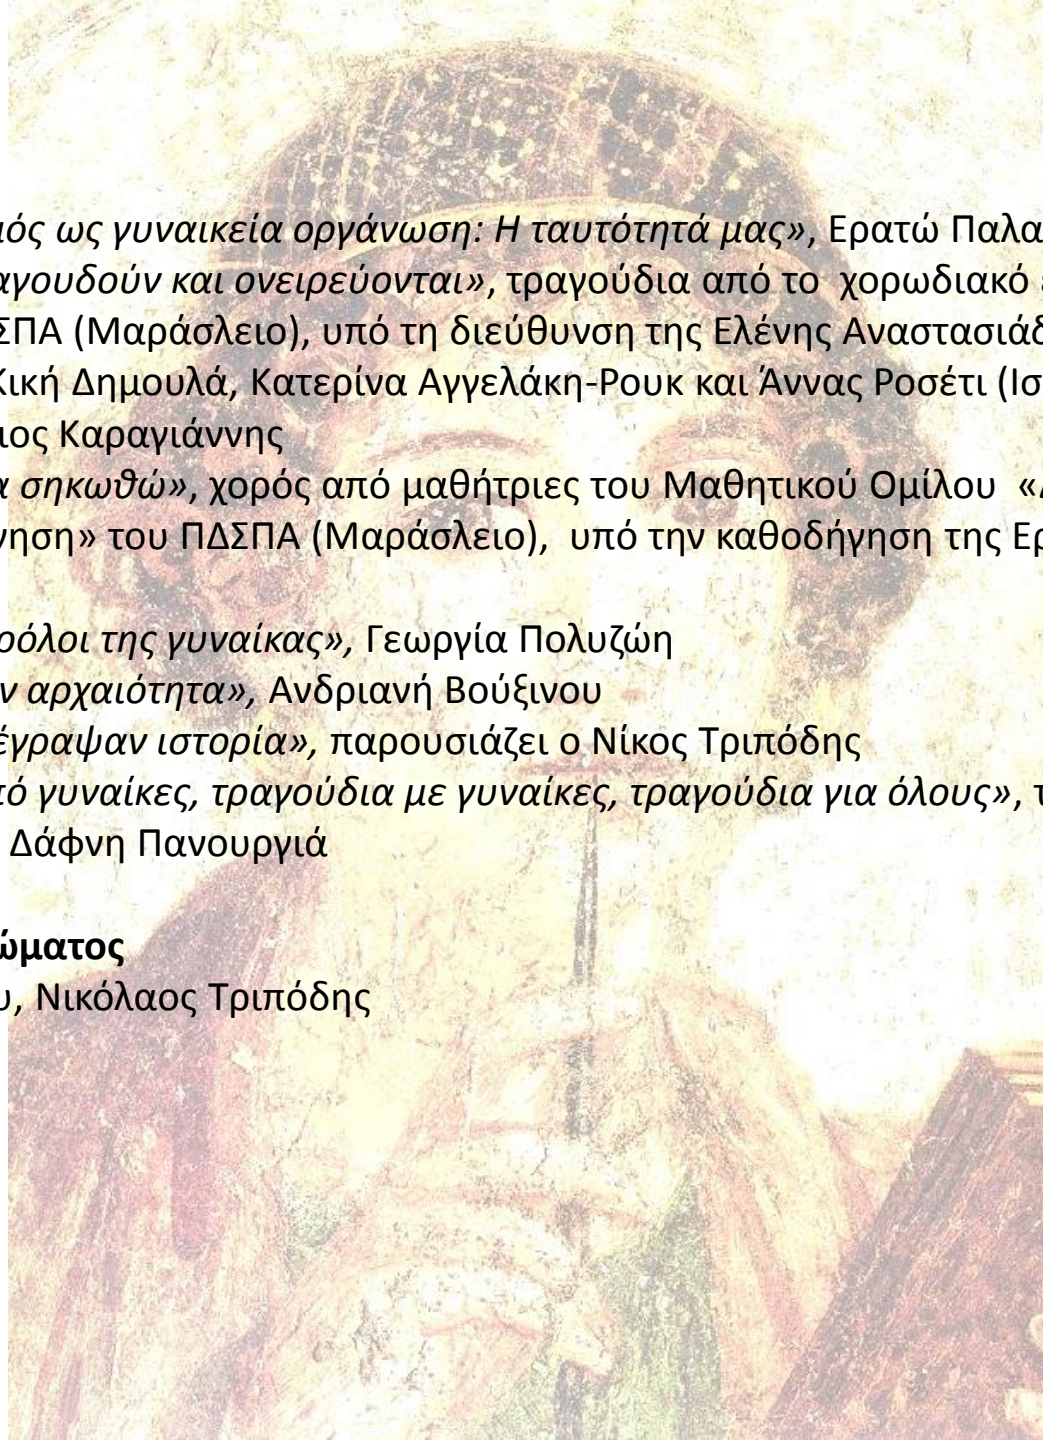 ιός ως γυναικεία οργάνωση: Η ταυτότητά μας», Ερατώ Παλα
αγουδούν και ονειρεύονται», τραγούδια από το χορωδιακό
ΣΠΑ (Μαράσλειο), υπό τη διεύθυνση της Ελένης Αναστασιάδ
Κική Δημουλά, Κατερίνα Αγγελάκη-Ρουκ και Άννας Ροσέτι (Ισ
ιος Καραγιάννης
α σηκωθώ», χορός από μαθήτριες του Μαθητικού Ομίλου «
νηση» του ΠΔΣΠΑ (Μαράσλειο), υπό την καθοδήγηση της Ερ
ρόλοι της γυναίκας», Γεωργία Πολυζώη
ν αρχαιότητα», Ανδριανή Βούξινου
έγραψαν ιστορία», παρουσιάζει ο Νίκος Τριπόδης
πό γυναίκες, τραγούδια με γυναίκες, τραγούδια για όλους», τ
Δάφνη Πανουργιά
ώματος
υ, Νικόλαος Τριπόδης